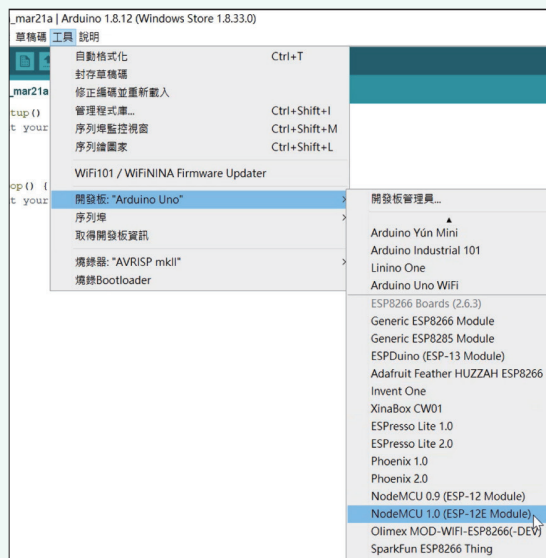 _mar21a | Arduino 1.8.12 (Windows Store 1.8.33.0)
草稿碼 工具 說明
自動格式化 Ctrl+T
封存草稿碼
_mar21a 修正編碼並重新載入
tup() 管理程式庫... Ctrl+Shift+I
t your 序列埠監控視窗 Ctrl+Shift+M
序列繪圖家 Ctrl+Shift+L
WiFi101 / WiFiNINA Firmware Updater
op() {
t your 開發板: "Arduino Uno" 開發板管理員...
序列埠
取得開發板資訊 Arduino Yún Mini
Arduino Industrial 101
燒錄器: "AVRISP mkII" Linino One
燒錄Bootloader Arduino Uno WiFi
ESP8266 Boards (2.6.3)
Generic ESP8266 Module
Generic ESP8285 Module
ESPDuino (ESP-13 Module)
Adafruit Feather HUZZAH ESP8266
Invent One
XinaBox CW01
ESPresso Lite 1.0
ESPresso Lite 2.0
Phoenix 1.0
Phoenix 2.0
NodeMCU 0.9 (ESP-12 Module)
NodeMCU 1.0 (ESP-12E Module)
Olimex MOD-WIFI-ESP8266(-DEV)
SparkFun ESP8266 Thing